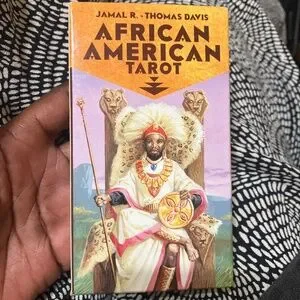 JAMAL R. - THOMAS DAVIS
AFRICAN
AMERICAN
TAROT